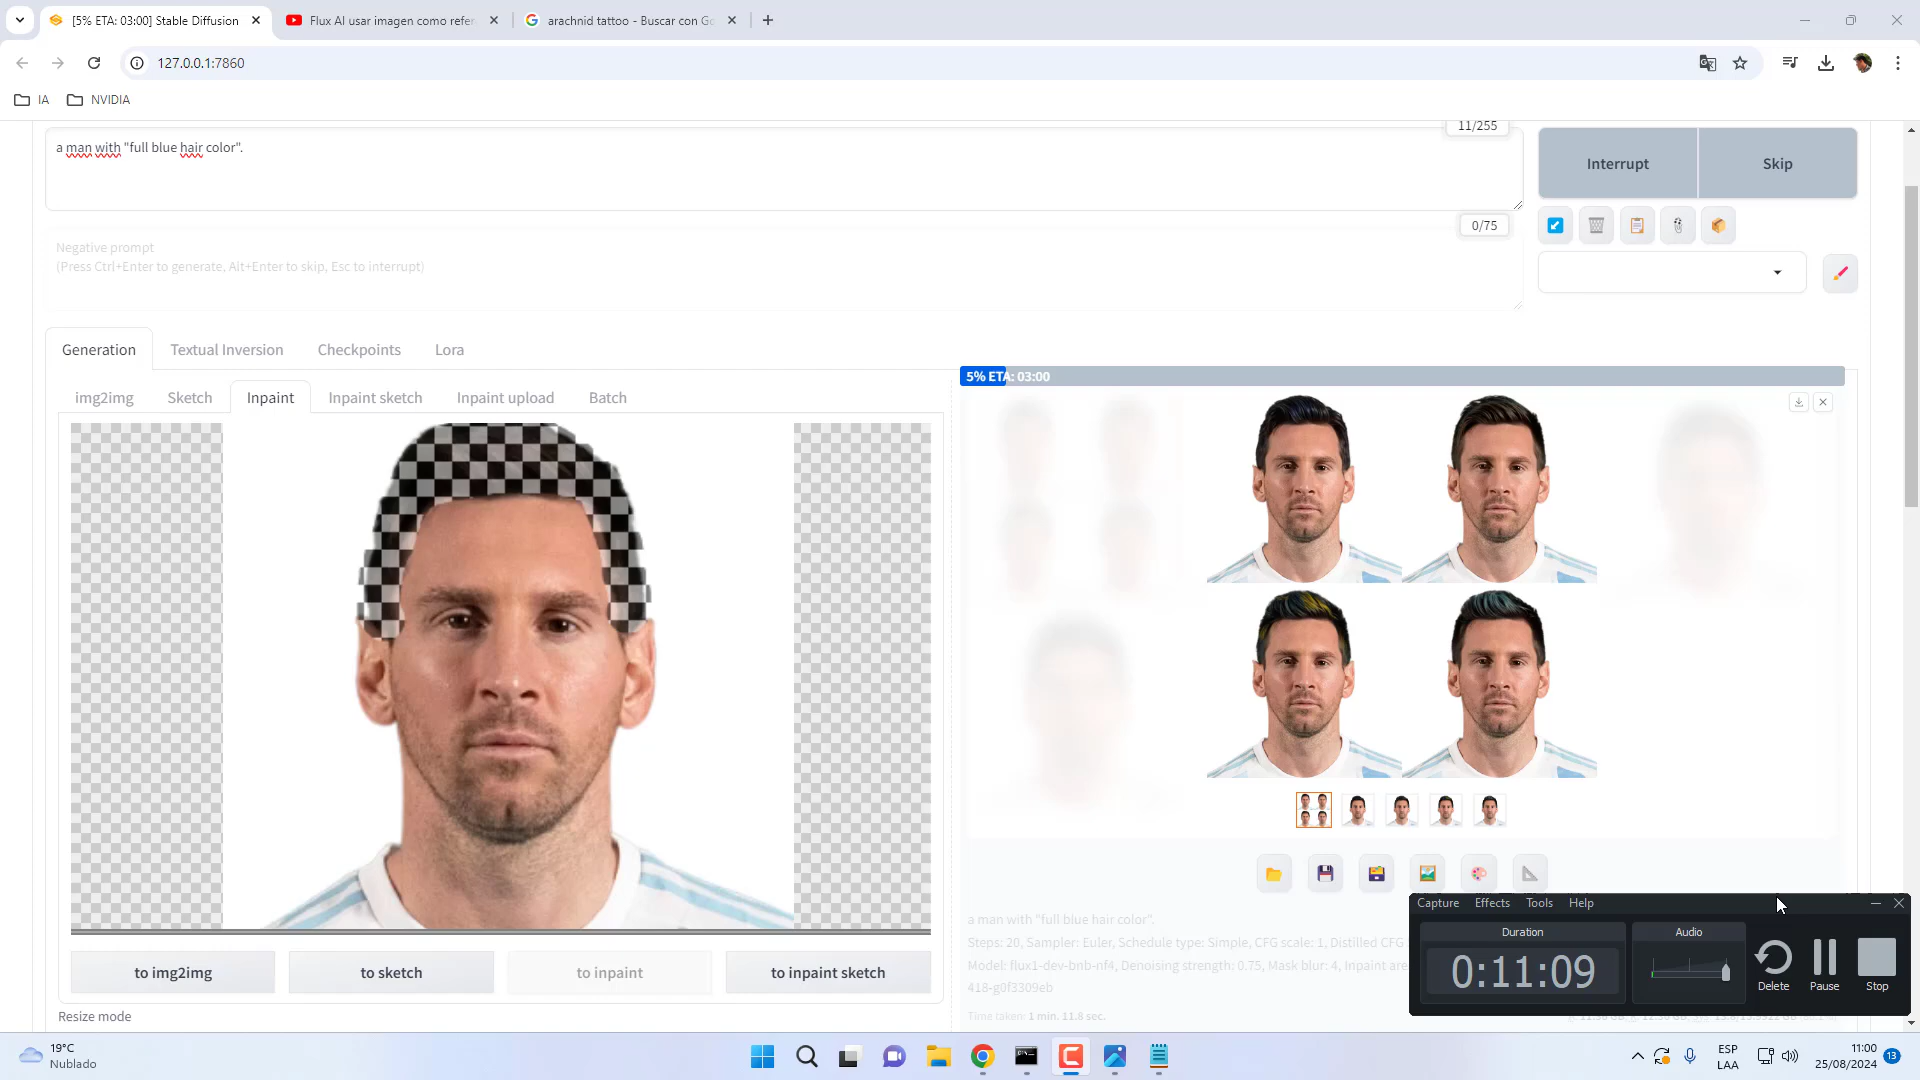 [5% ETA: 03:00] Stable Diffusion
Flux AI usar imagen como refer
arachnid tattoo - Buscar con Go
127.0.0.1:7860
IA
NVIDIA
11/255
a man with "full blue hair color".
Interrupt
Skip
0/75
Negative prompt
(Press Ctrl+Enter to generate, Alt+Enter to skip, Esc to interrupt)
Generation
Textual Inversion
Checkpoints
Lora
5% ETA: 03:00
img2img
Sketch
Inpaint
Inpaint sketch
Inpaint upload
Batch
to img2img
to sketch
to inpaint
to inpaint sketch
Resize mode
a man with "full blue hair color".
Steps: 20, Sampler: Euler, Schedule type: Simple, CFG scale: 1, Distilled CFG
Model: flux1-dev-bnb-nf4, Denoising strength: 0.75, Mask blur: 4, Inpaint are
418-g0f3309eb
Time taken: 1 min. 11.8 sec.
Capture
Effects
Tools
Help
Duration
Audio
0:11:09
Delete
Pause
Stop
19°C
Nublado
ESP
LAA
11:00
25/08/2024
13